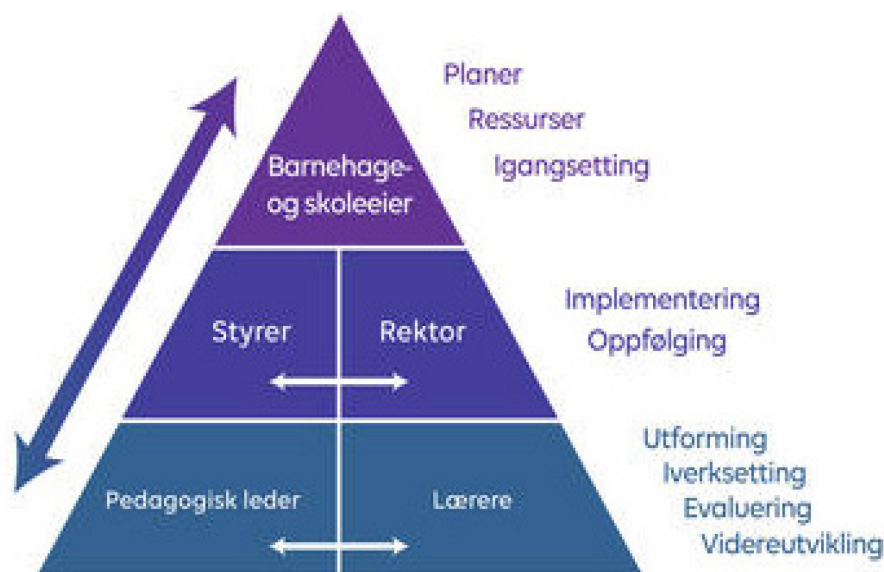 Planer
Ressurser
Igangsetting
Barnehage-
og skoleeier
Styrer
Rektor
Implementering
Oppfølging
Pedagogisk leder
Lærere
Utforming
Iverksetting
Evaluering
Videreutvikling